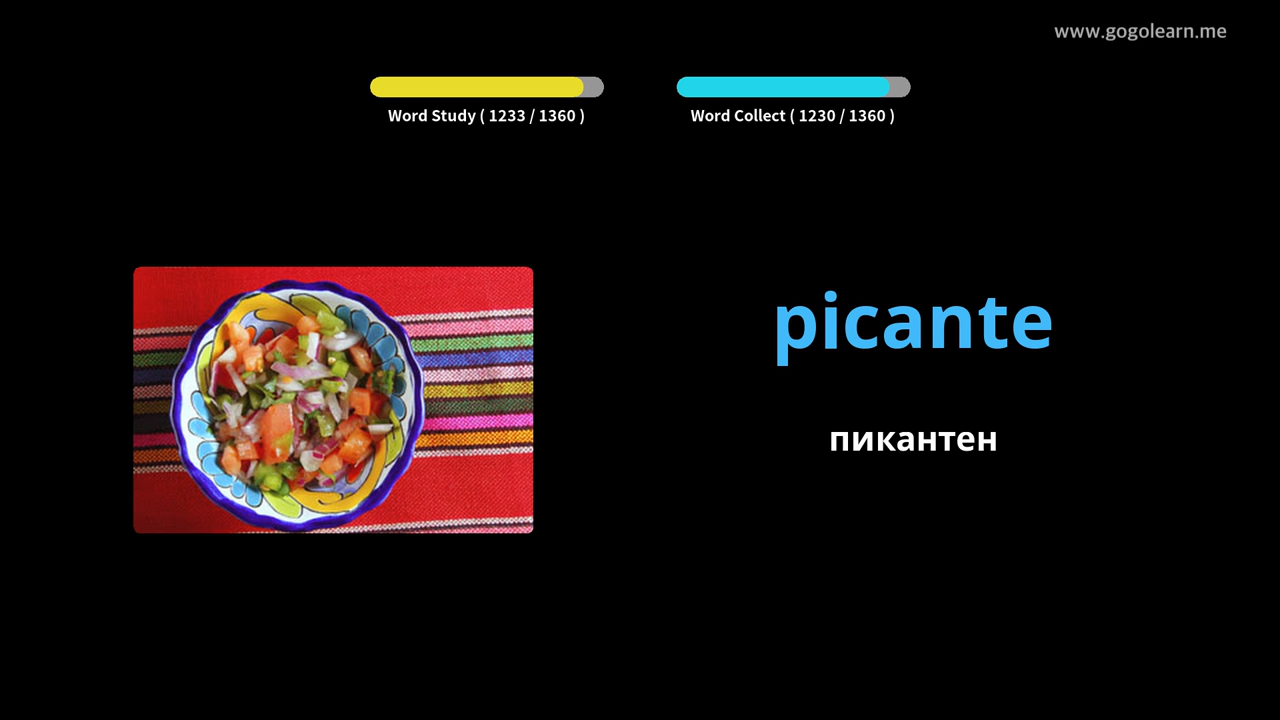 www.gogolearn.me
Word Study ( 1233 / 1360 )
Word Collect ( 1230 / 1360 )
picante
пикантен